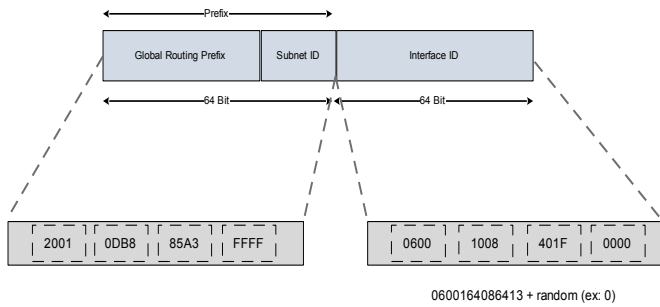 Prefix
Global Routing Prefix Subnet ID Interface ID
64 Bit 64 Bit
2001 0DB8 85A3 FFFF 0600 1008 401F 0000
0600164086413 + random (ex: 0)